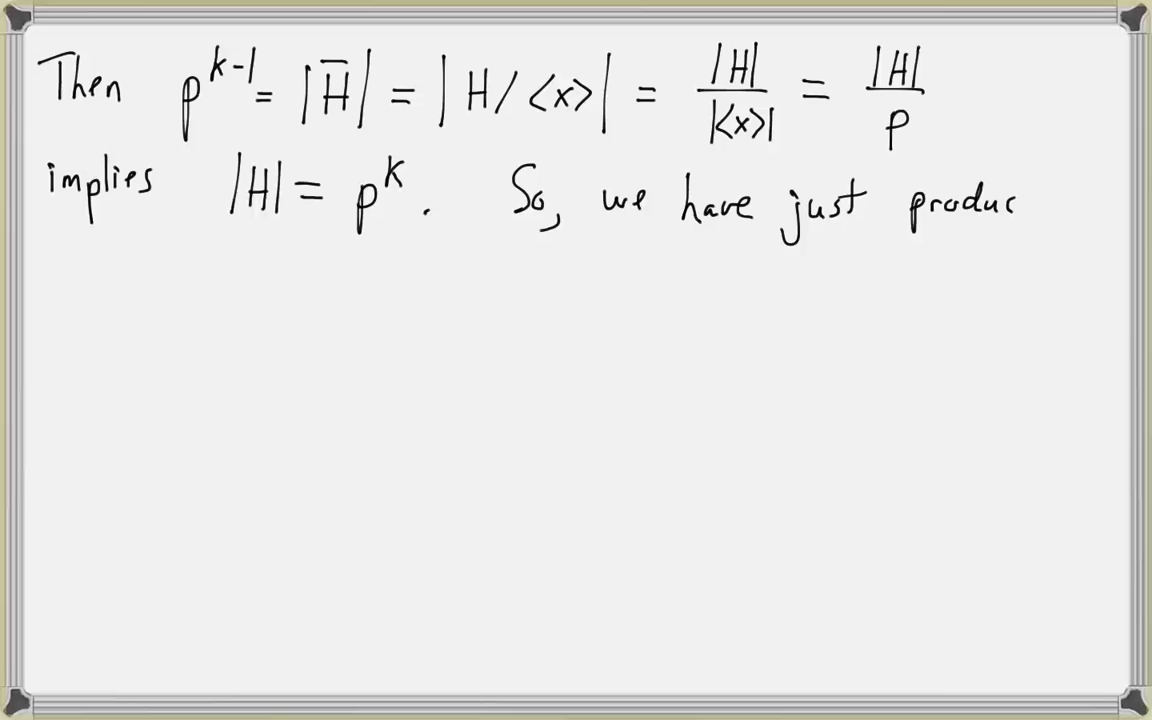 Then p^{k-1} = |H̅| = | H / <x> | = |H| / |<x>| = |H| / p
implies |H| = p^k. So, we have just produc